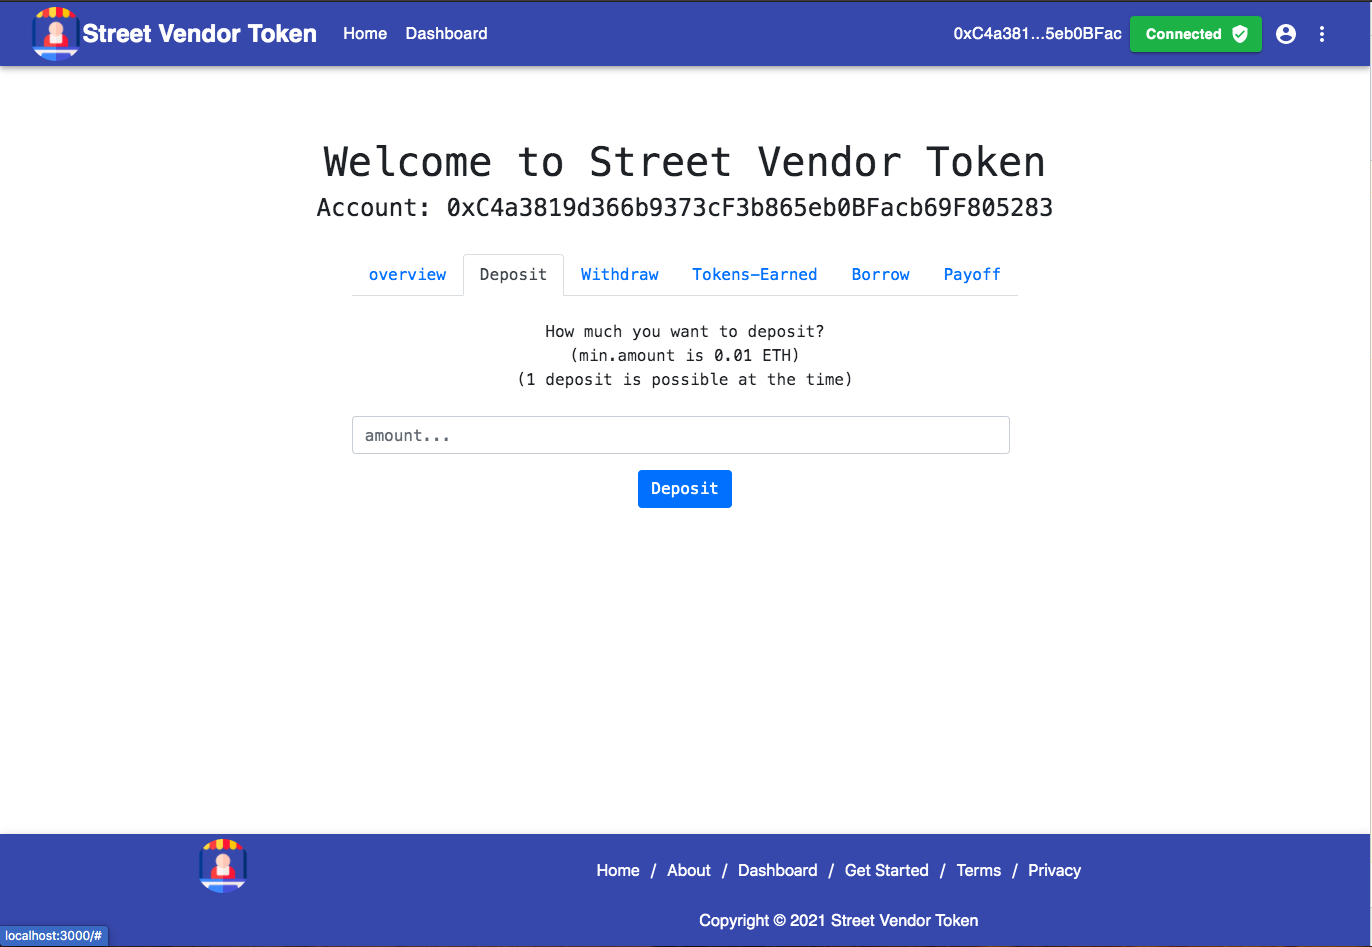 Street Vendor Token Home Dashboard 0xC4a381...5eb0BFac Connected
Welcome to Street Vendor Token
Account: 0xC4a3819d366b9373cF3b865eb0BFacb69F805283
overview Deposit Withdraw Tokens-Earned Borrow Payoff
How much you want to deposit?
(min.amount is 0.01 ETH)
(1 deposit is possible at the time)
amount...
Deposit
Home / About / Dashboard / Get Started / Terms / Privacy
Copyright © 2021 Street Vendor Token
localhost:3000/#